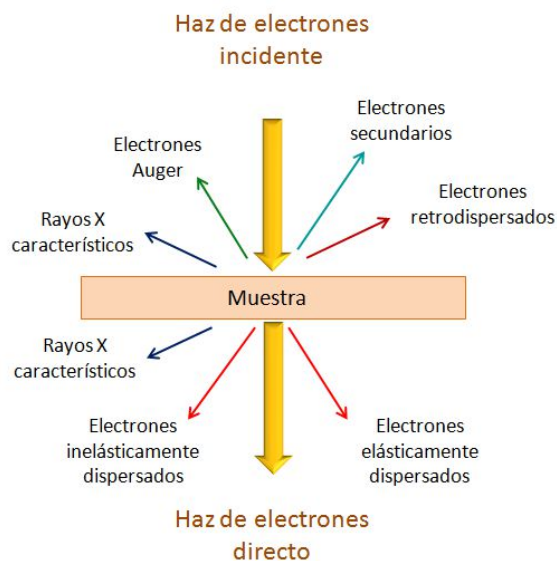 Haz de electrones
incidente
Electrones
secundarios
Electrones
Auger
Electrones
retrodispersados
Rayos X
característicos
Muestra
Rayos X
característicos
Electrones
inelásticamente
dispersados
Electrones
elásticamente
dispersados
Haz de electrones
directo